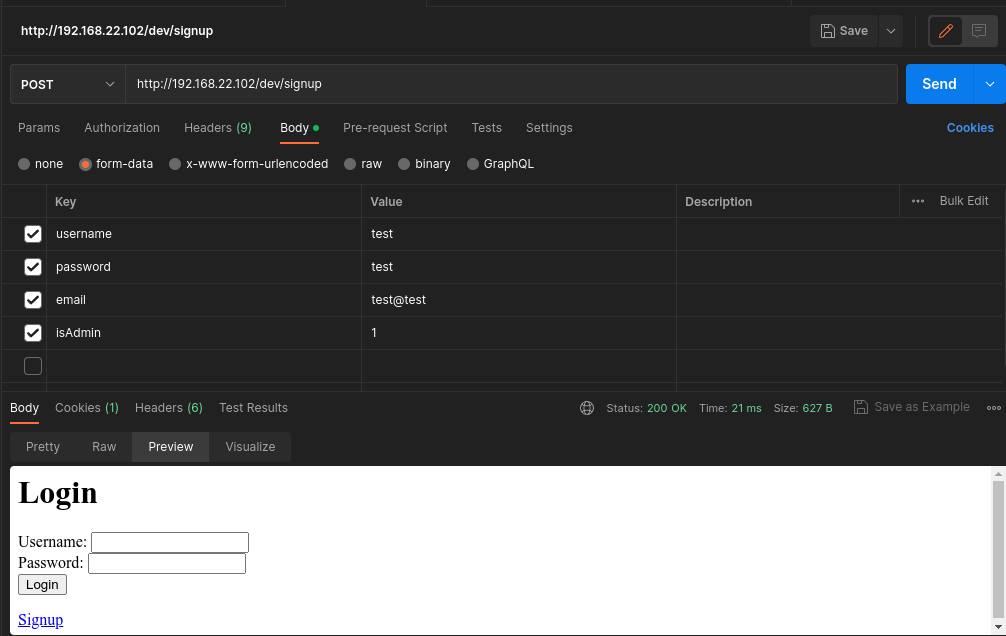 http://192.168.22.102/dev/signup Save
POST http://192.168.22.102/dev/signup Send
Params Authorization Headers (9) Body Pre-request Script Tests Settings Cookies
none form-data x-www-form-urlencoded raw binary GraphQL
Key Value Description Bulk Edit
username test
password test
email test@test
isAdmin 1
Body Cookies (1) Headers (6) Test Results Status: 200 OK Time: 21 ms Size: 627 B Save as Example
Pretty Raw Preview Visualize
Login
Username:
Password:
Login
Signup